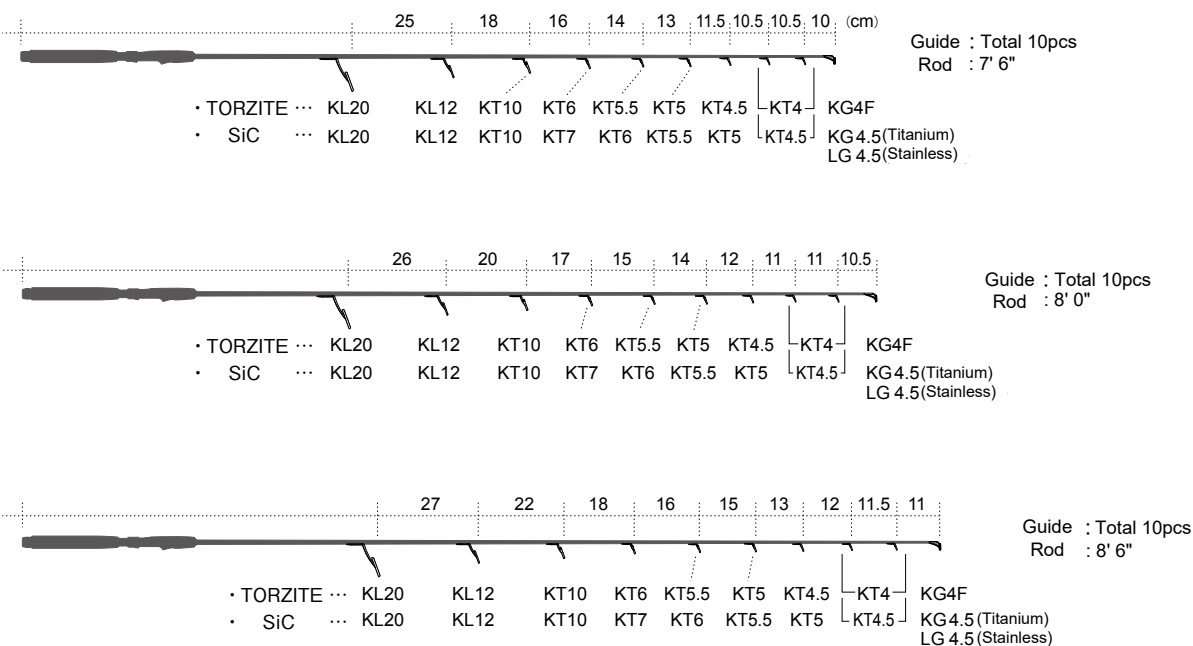 25 18 16 14 13 11.5 10.5 10.5 10 (cm)
Guide : Total 10pcs
Rod : 7' 6"
・TORZITE … KL20 KL12 KT10 KT6 KT5.5 KT5 KT4.5 KT4 KG4F
・ SiC … KL20 KL12 KT10 KT7 KT6 KT5.5 KT5 KT4.5 KG4.5(Titanium)
LG 4.5(Stainless)
26 20 17 15 14 12 11 11 10.5
Guide : Total 10pcs
Rod : 8' 0"
・TORZITE … KL20 KL12 KT10 KT6 KT5.5 KT5 KT4.5 KT4 KG4F
・ SiC … KL20 KL12 KT10 KT7 KT6 KT5.5 KT5 KT4.5 KG4.5(Titanium)
LG 4.5(Stainless)
27 22 18 16 15 13 12 11.5 11
Guide : Total 10pcs
Rod : 8' 6"
・TORZITE … KL20 KL12 KT10 KT6 KT5.5 KT5 KT4.5 KT4 KG4F
・ SiC … KL20 KL12 KT10 KT7 KT6 KT5.5 KT5 KT4.5 KG4.5(Titanium)
LG 4.5(Stainless)